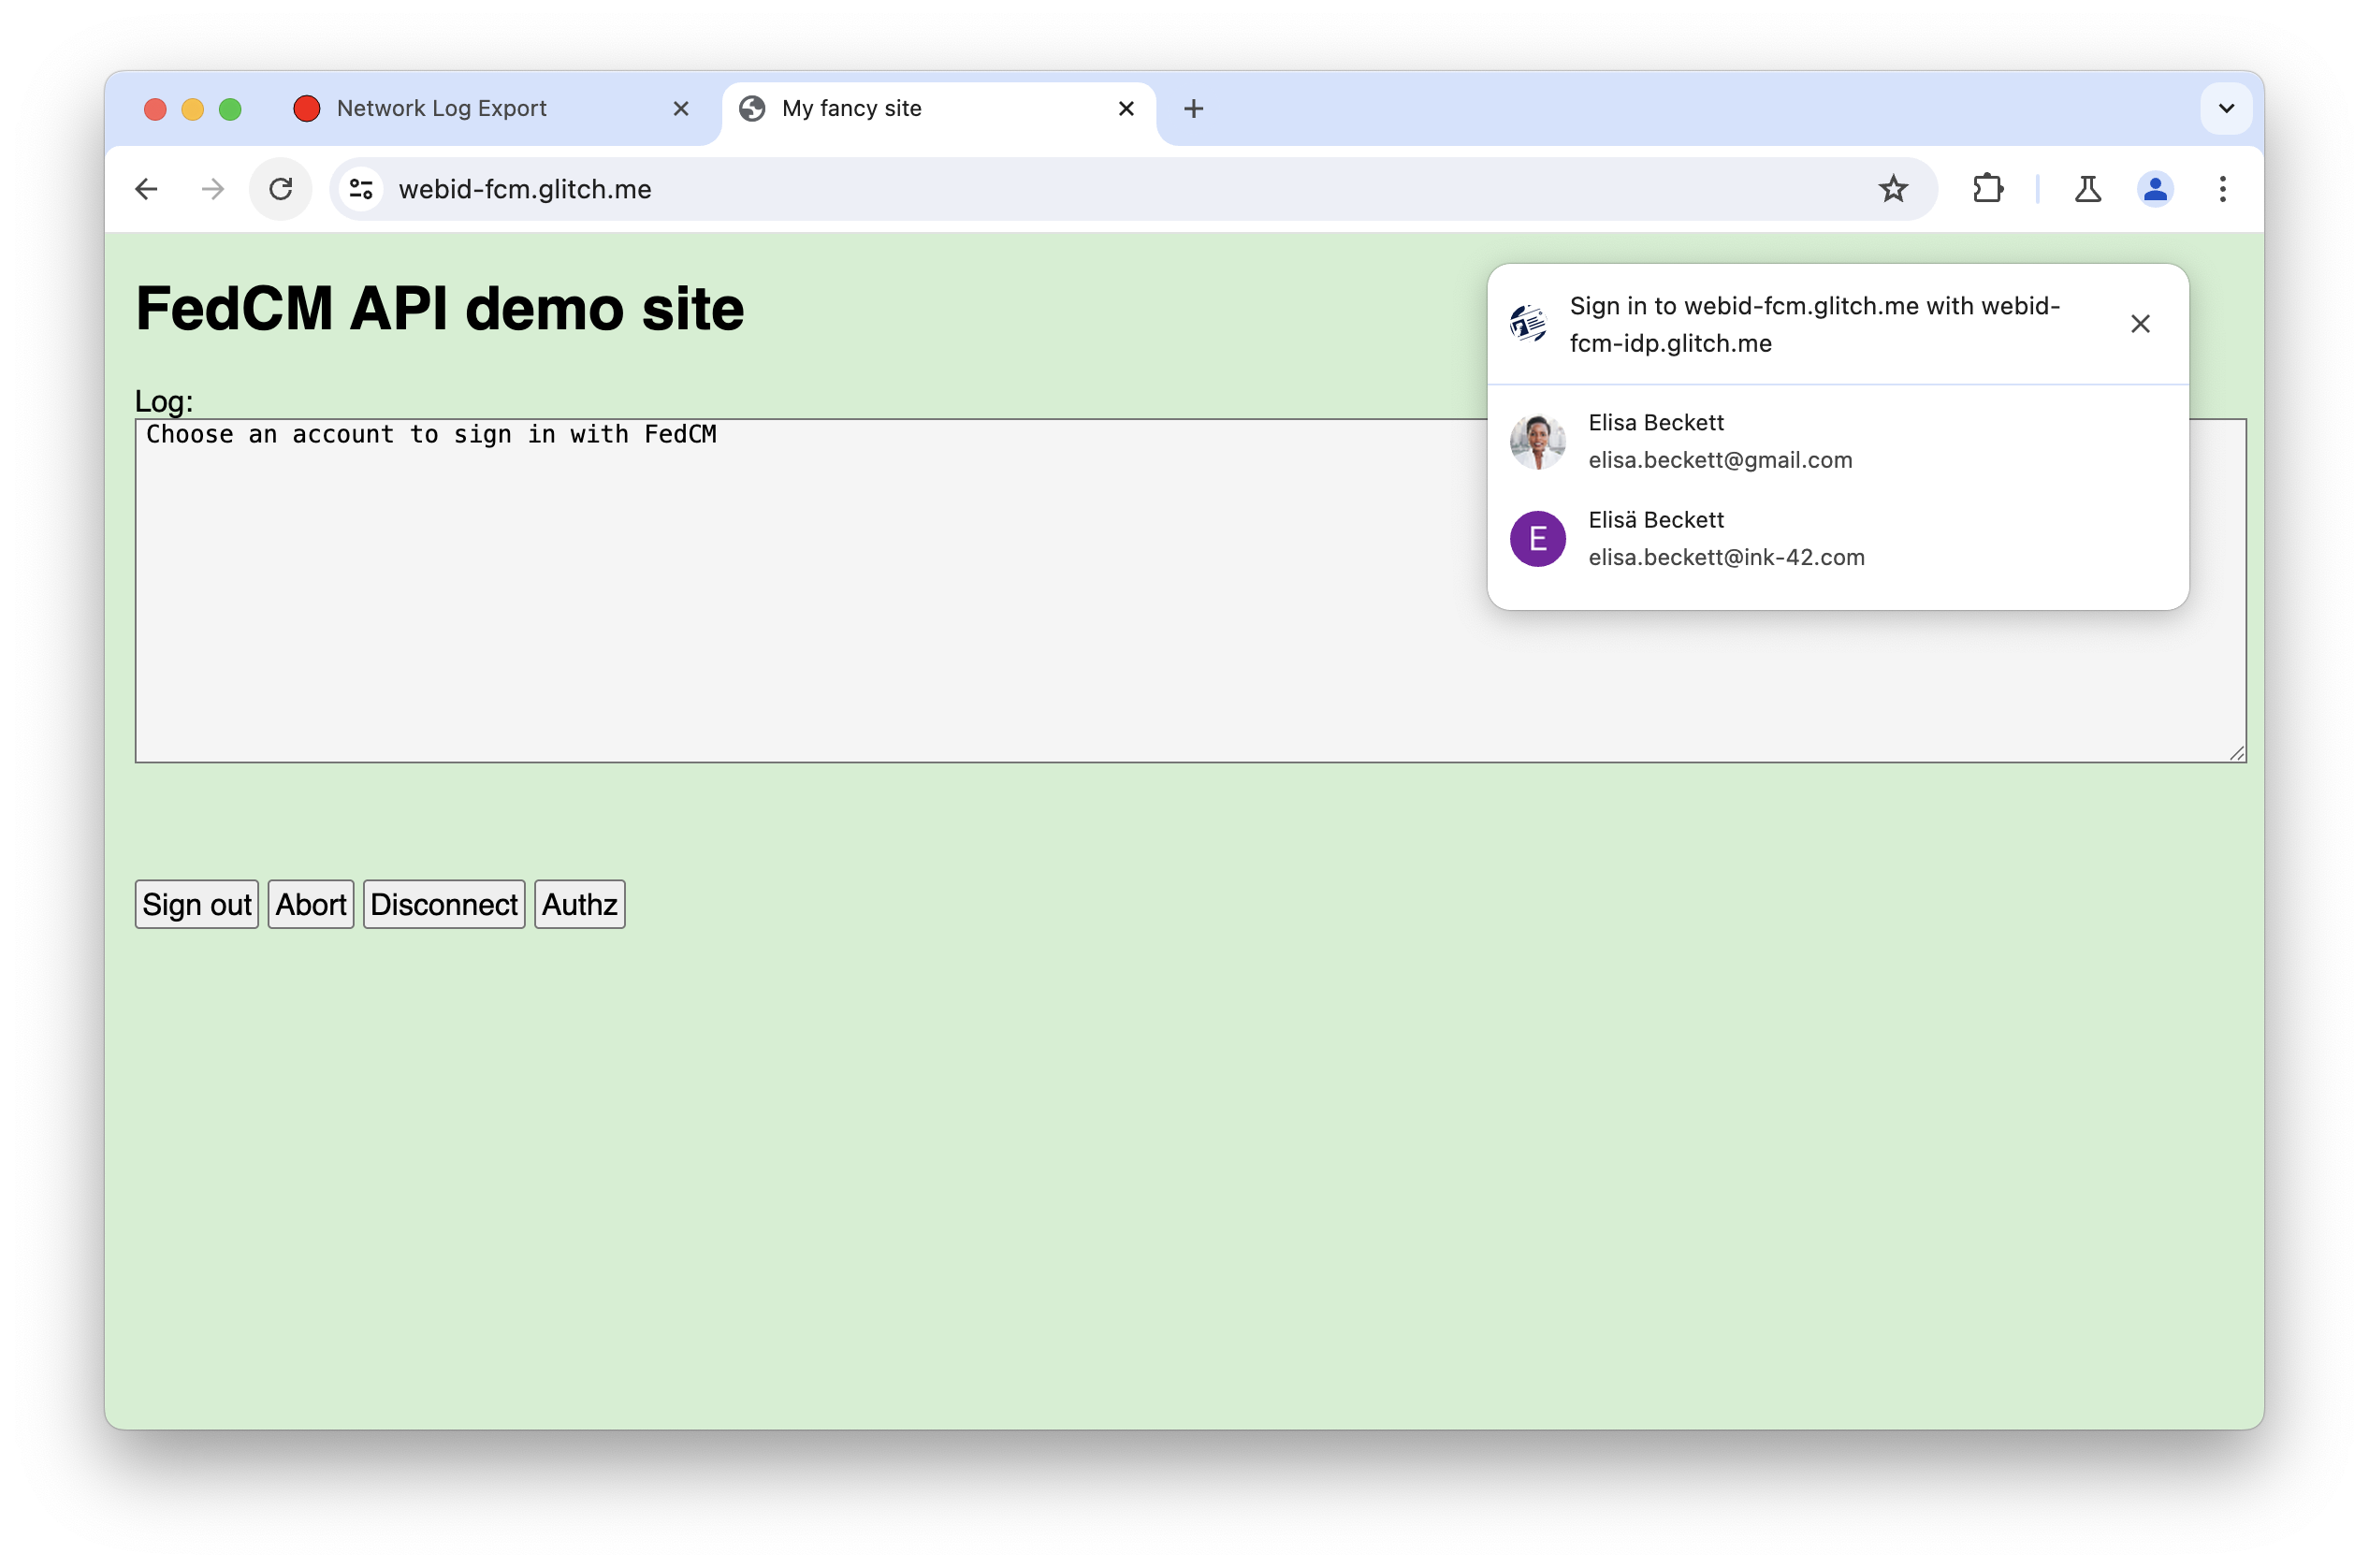 Network Log Export
My fancy site
webid-fcm.glitch.me
FedCM API demo site
Log:
Choose an account to sign in with FedCM
Sign in to webid-fcm.glitch.me with webid-
fcm-idp.glitch.me
Elisa Beckett
elisa.beckett@gmail.com
E
Elisä Beckett
elisa.beckett@ink-42.com
Sign out Abort Disconnect Authz